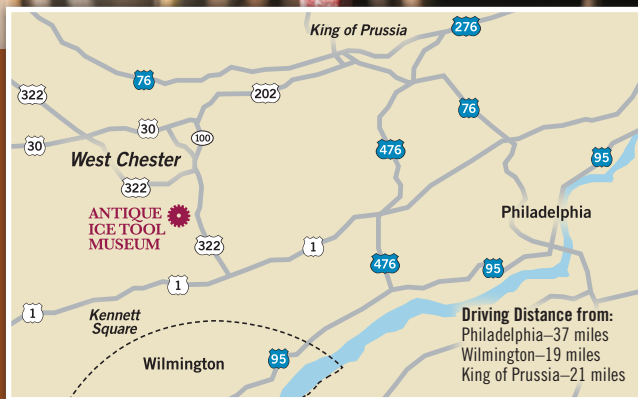 King of Prussia
276
76
322
202
76
30
100
30
476
95
West Chester
322
ANTIQUE
ICE TOOL
MUSEUM
Philadelphia
322
1
476
95
1
1
Kennett
Square
Driving Distance from:
Philadelphia–37 miles
Wilmington–19 miles
King of Prussia–21 miles
Wilmington
95